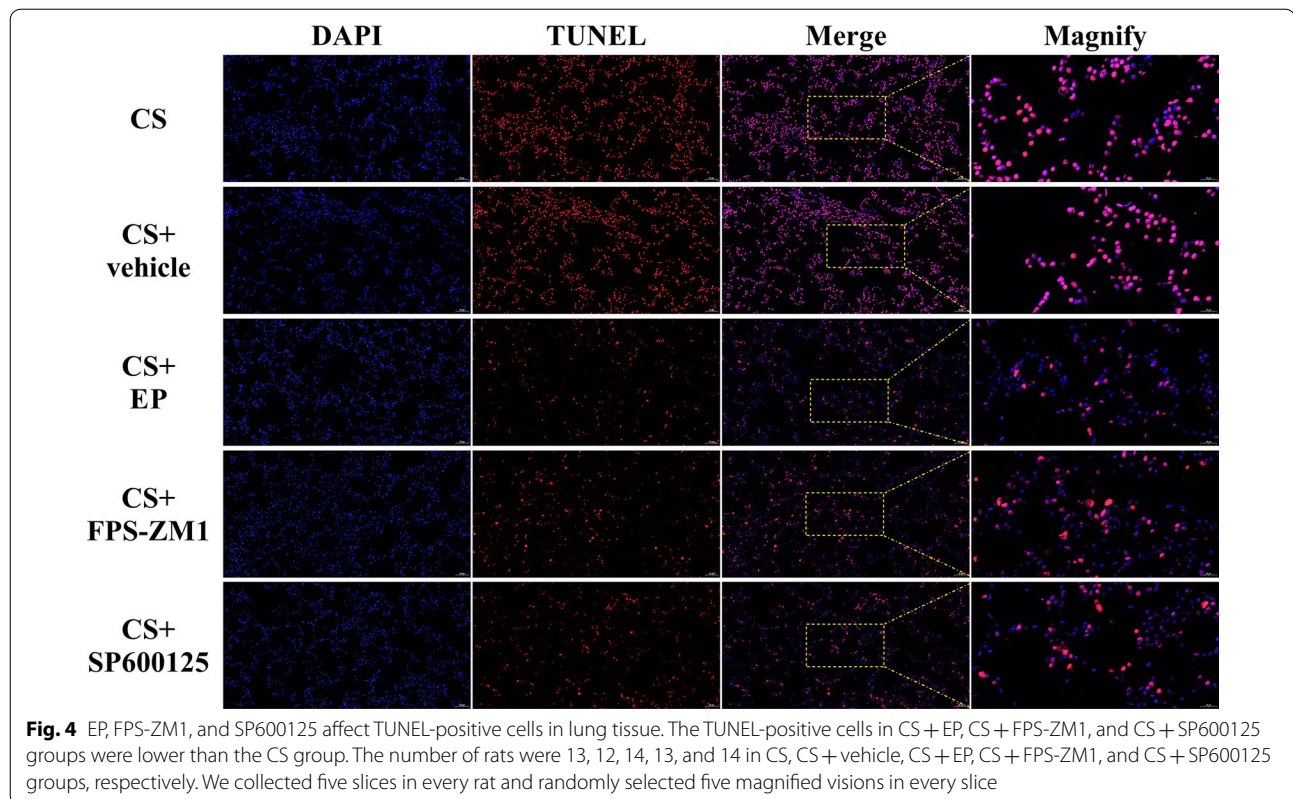 DAPI TUNEL Merge Magnify
CS
CS+
vehicle
CS+
EP
CS+
FPS-ZM1
CS+
SP600125
Fig. 4 EP, FPS-ZM1, and SP600125 affect TUNEL-positive cells in lung tissue. The TUNEL-positive cells in CS + EP, CS + FPS-ZM1, and CS + SP600125
groups were lower than the CS group. The number of rats were 13, 12, 14, 13, and 14 in CS, CS + vehicle, CS + EP, CS + FPS-ZM1, and CS + SP600125
groups, respectively. We collected five slices in every rat and randomly selected five magnified visions in every slice